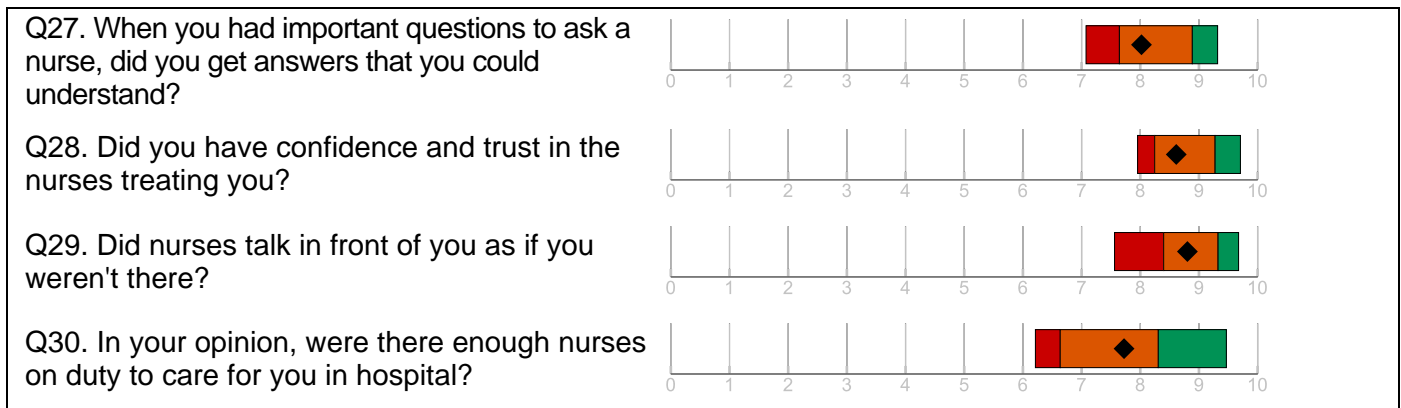 Q27. When you had important questions to ask a
nurse, did you get answers that you could
understand?
0 1 2 3 4 5 6 7 8 9 10
Q28. Did you have confidence and trust in the
nurses treating you?
0 1 2 3 4 5 6 7 8 9 10
Q29. Did nurses talk in front of you as if you
weren't there?
0 1 2 3 4 5 6 7 8 9 10
Q30. In your opinion, were there enough nurses
on duty to care for you in hospital?
0 1 2 3 4 5 6 7 8 9 10